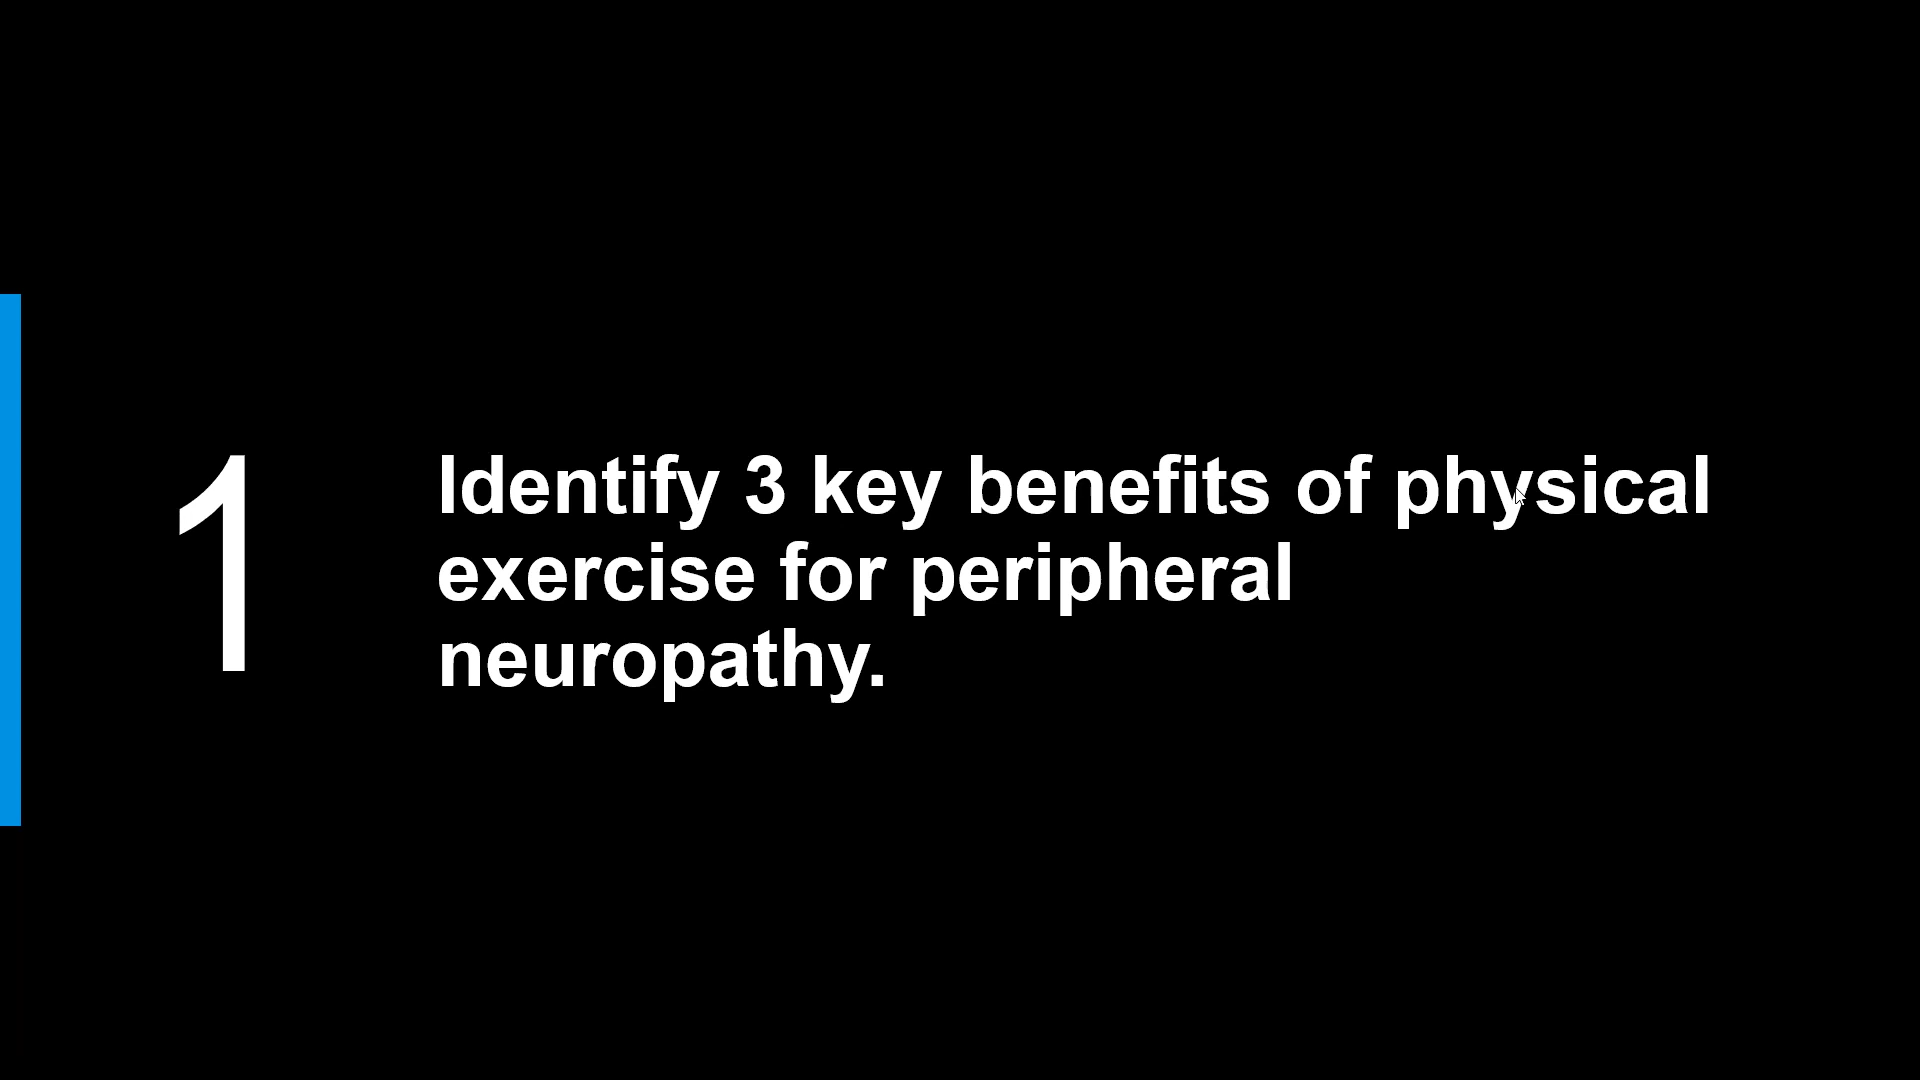 1
Identify 3 key benefits of physical
exercise for peripheral
neuropathy.